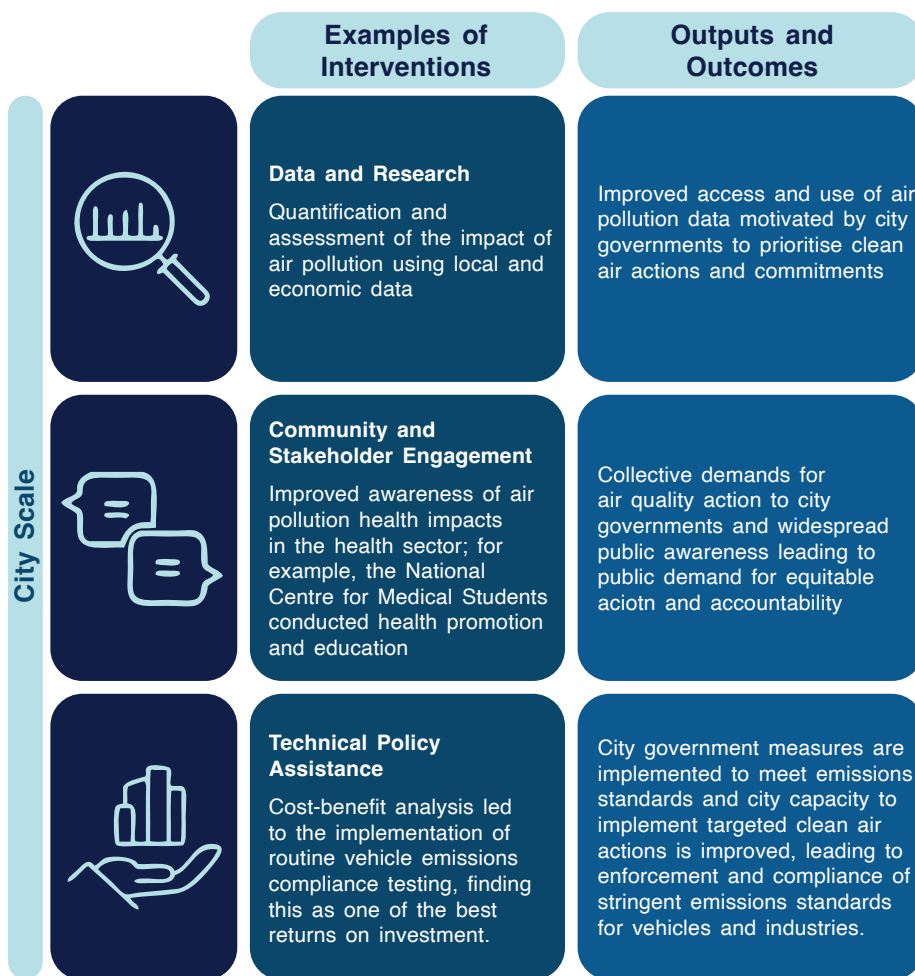 Examples of
Interventions
Outputs and
Outcomes
City Scale
Data and Research
Quantification and
assessment of the impact of
air pollution using local and
economic data
Improved access and use of air
pollution data motivated by city
governments to prioritise clean
air actions and commitments
Community and
Stakeholder Engagement
Improved awareness of air
pollution health impacts
in the health sector; for
example, the National
Centre for Medical Students
conducted health promotion
and education
Collective demands for
air quality action to city
governments and widespread
public awareness leading to
public demand for equitable
aciotn and accountability
Technical Policy
Assistance
Cost-benefit analysis led
to the implementation of
routine vehicle emissions
compliance testing, finding
this as one of the best
returns on investment.
City government measures are
implemented to meet emissions
standards and city capacity to
implement targeted clean air
actions is improved, leading to
enforcement and compliance of
stringent emissions standards
for vehicles and industries.